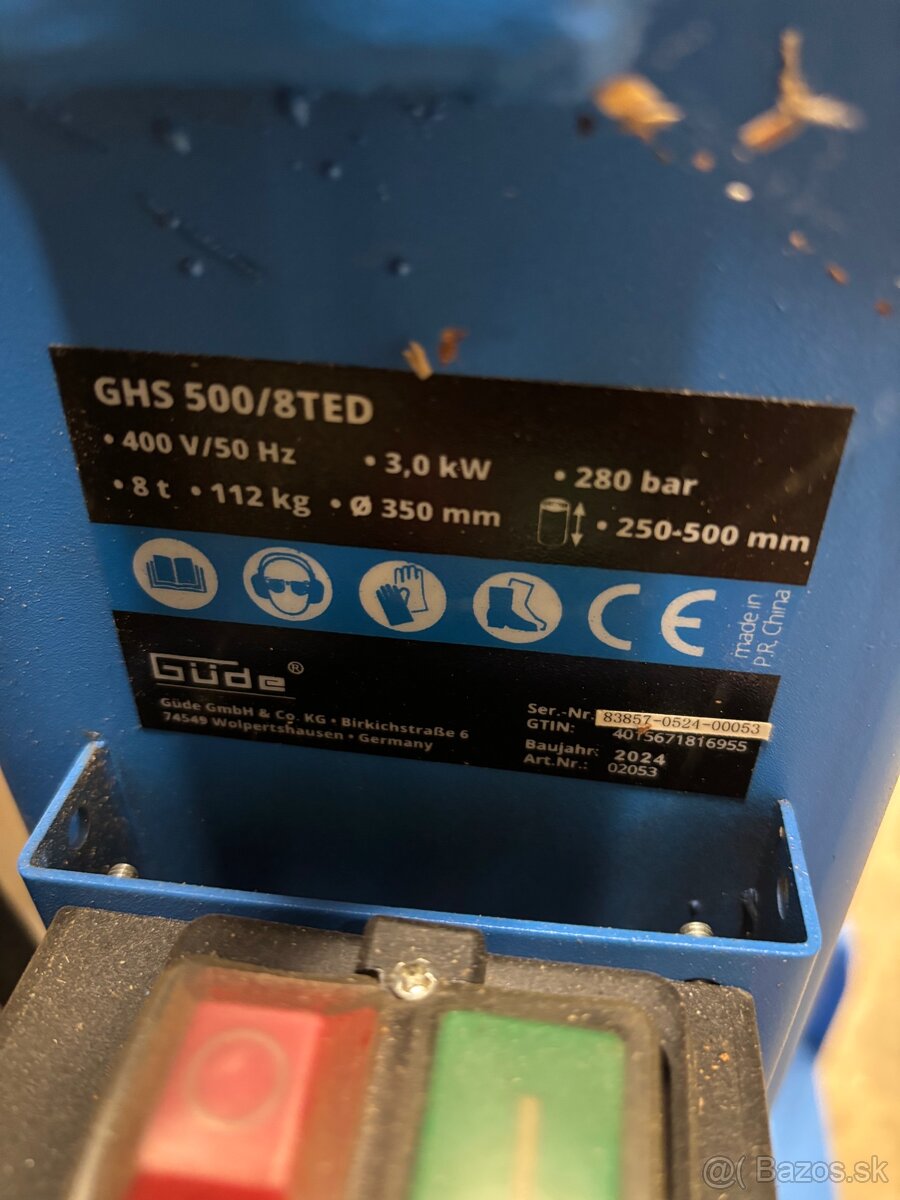 GHS 500/8TED
• 400 V/50 Hz • 3,0 kW • 280 bar
• 8 t • 112 kg • Ø 350 mm • 250-500 mm
CE
made in
P.R. China
Güde®
Güde GmbH & Co. KG • Birkichstraße 6
74549 Wolpertshausen • Germany
Ser.-Nr. 83857-0524-00053
GTIN: 4015671816955
Baujahr: 2024
Art.Nr.: 02053
@( Bazos.sk